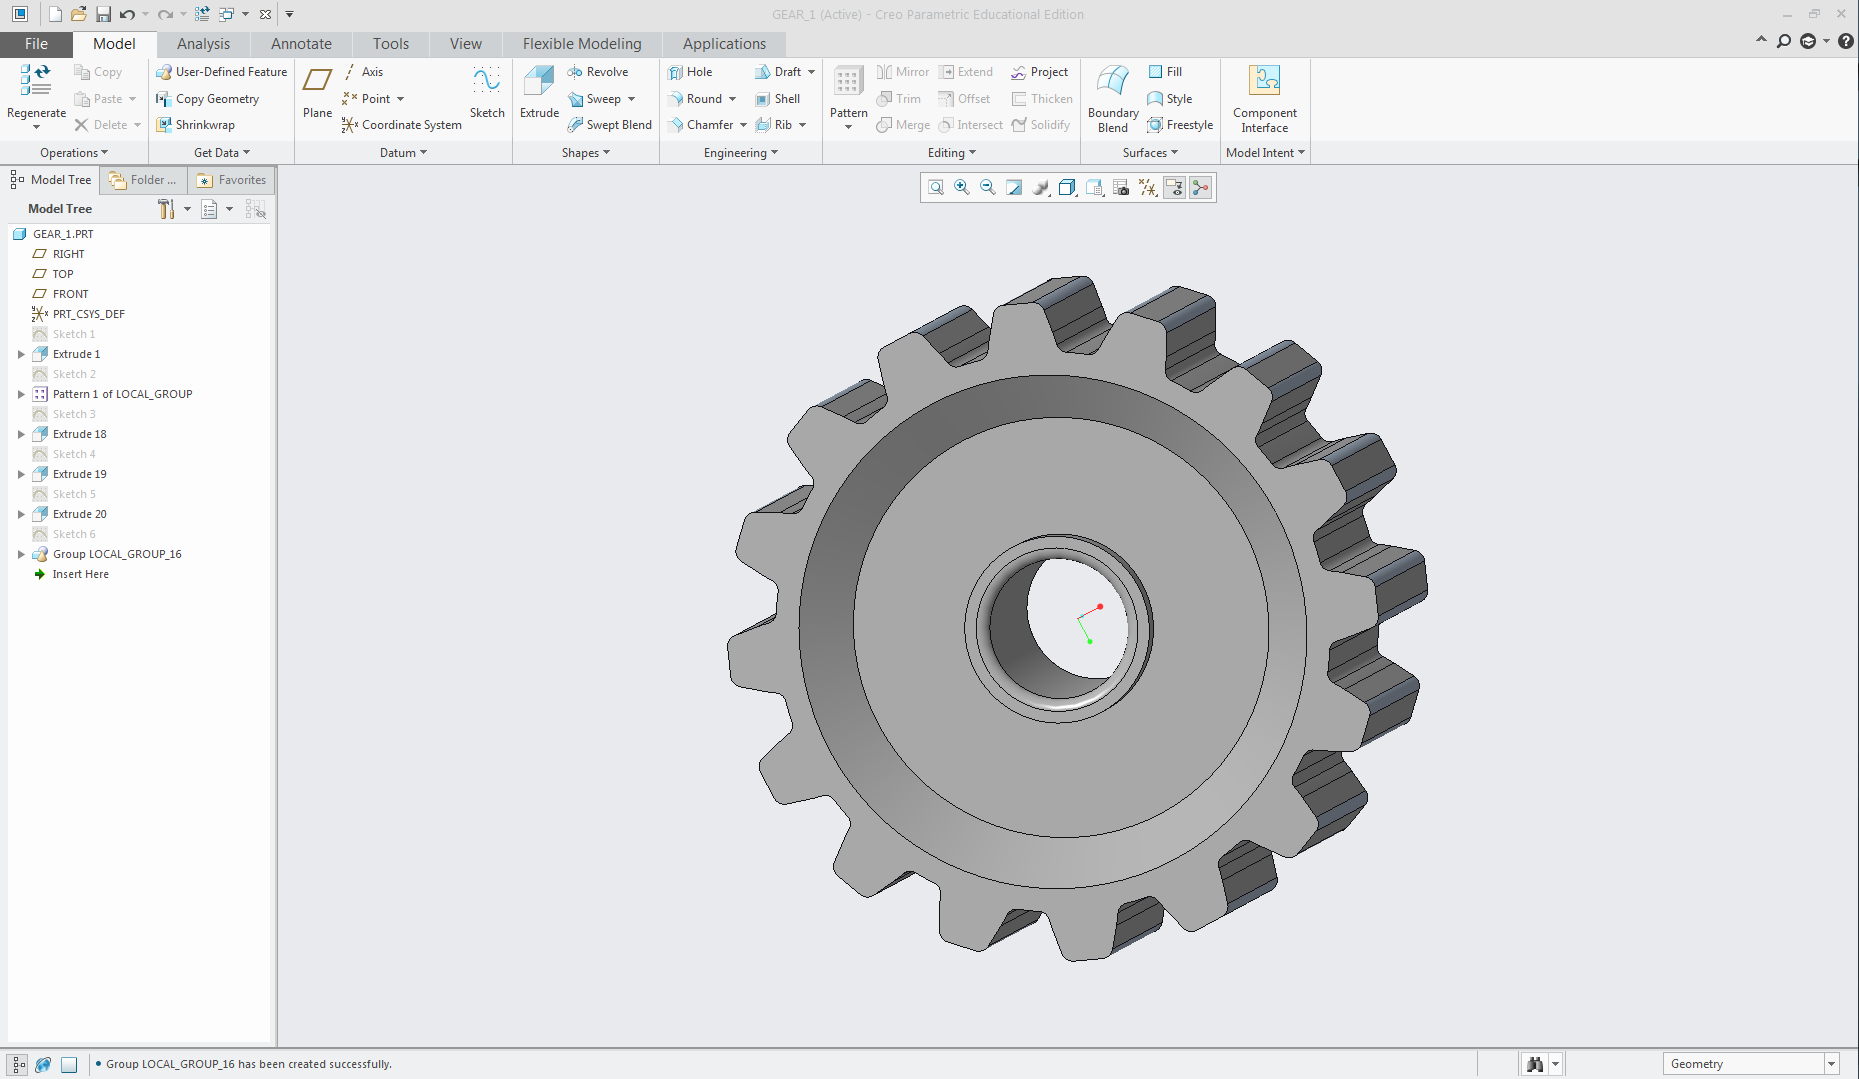 GEAR_1 (Active) - Creo Parametric Educational Edition
File Model Analysis Annotate Tools View Flexible Modeling Applications
Regenerate
Copy
Paste
Delete
Operations
User-Defined Feature
Copy Geometry
Shrinkwrap
Get Data
Plane
Axis
Point
Coordinate System
Sketch
Datum
Extrude
Revolve
Sweep
Swept Blend
Shapes
Hole
Round
Chamfer
Draft
Shell
Rib
Engineering
Pattern
Mirror
Trim
Merge
Extend
Offset
Intersect
Project
Thicken
Solidify
Editing
Boundary
Blend
Fill
Style
Freestyle
Surfaces
Component
Interface
Model Intent
Model Tree Folder ... Favorites
Model Tree
GEAR_1.PRT
RIGHT
TOP
FRONT
PRT_CSYS_DEF
Sketch 1
Extrude 1
Sketch 2
Pattern 1 of LOCAL_GROUP
Sketch 3
Extrude 18
Sketch 4
Extrude 19
Sketch 5
Extrude 20
Sketch 6
Group LOCAL_GROUP_16
Insert Here
• Group LOCAL_GROUP_16 has been created successfully.
Geometry